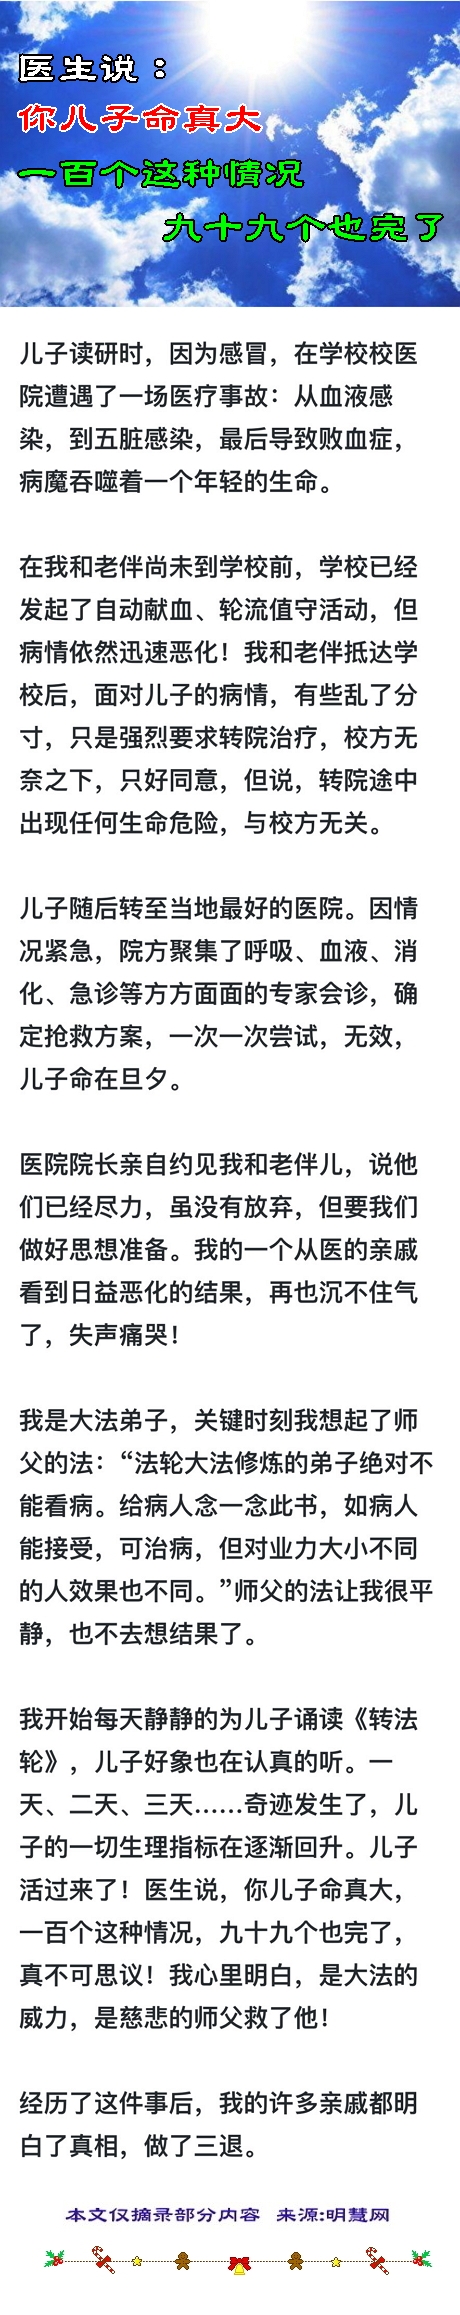 医生说：
你儿子命真大
一百个这种情况
九十九个也完了
儿子读研时，因为感冒，在学校校医
院遭遇了一场医疗事故：从血液感
染，到五脏感染，最后导致败血症，
病魔吞噬着一个年轻的生命。
在我和老伴尚未到学校前，学校已经
发起了自动献血、轮流值守活动，但
病情依然迅速恶化！我和老伴抵达学
校后，面对儿子的病情，有些乱了分
寸，只是强烈要求转院治疗，校方无
奈之下，只好同意，但说，转院途中
出现任何生命危险，与校方无关。
儿子随后转至当地最好的医院。因情
况紧急，院方聚集了呼吸、血液、消
化、急诊等方方面面的专家会诊，确
定抢救方案，一次一次尝试，无效，
儿子命在旦夕。
医院院长亲自约见我和老伴儿，说他
们已经尽力，虽没有放弃，但要我们
做好思想准备。我的一个从医的亲戚
看到日益恶化的结果，再也沉不住气
了，失声痛哭！
我是大法弟子，关键时刻我想起了师
父的法：“法轮大法修炼的弟子绝对不
能看病。给病人念一念此书，如病人
能接受，可治病，但对业力大小不同
的人效果也不同。”师父的法让我很平
静，也不去想结果了。
我开始每天静静的为儿子诵读《转法
轮》，儿子好象也在认真的听。一
天、二天、三天……奇迹发生了，儿
子的一切生理指标在逐渐回升。儿子
活过来了！医生说，你儿子命真大，
一百个这种情况，九十九个也完了，
真不可思议！我心里明白，是大法的
威力，是慈悲的师父救了他！
经历了这件事后，我的许多亲戚都明
白了真相，做了三退。
本文仅摘录部分内容 来源:明慧网